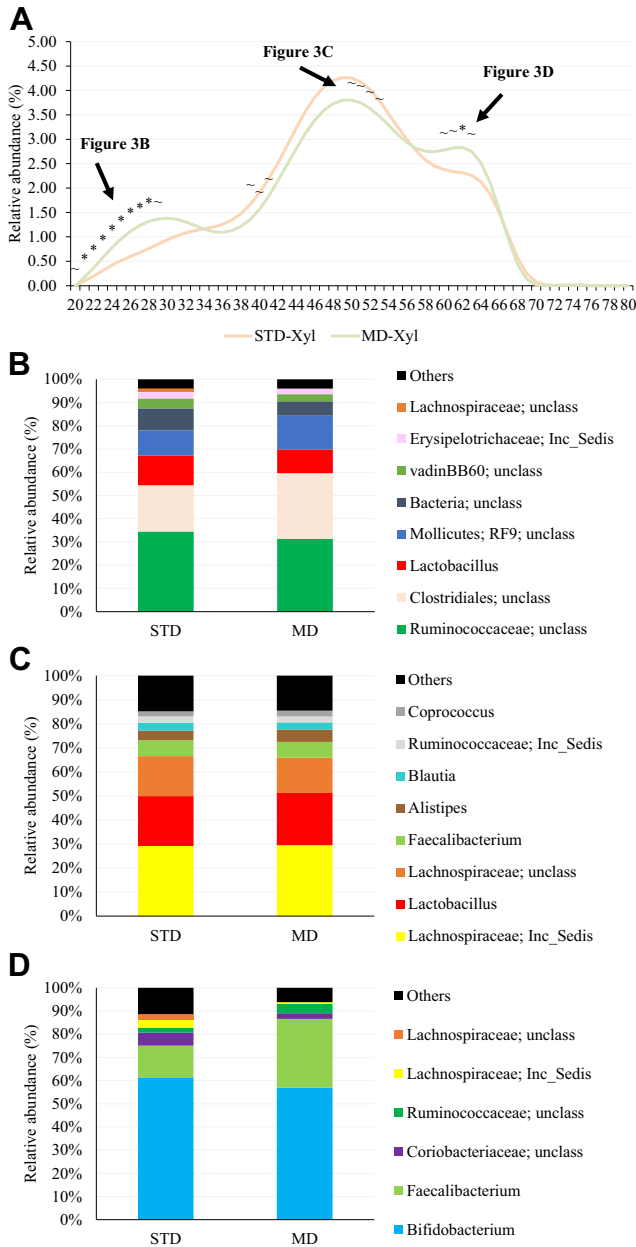 A
Relative abundance (%)
5.00
4.50
4.00
3.50
3.00
2.50
2.00
1.50
1.00
0.50
0.00
Figure 3B
Figure 3C
Figure 3D
~ * * * * * * * * ~
~ ~ ~
~ ~ ~ ~
~ ~ * ~
20 22 24 26 28 30 32 34 36 38 40 42 44 46 48 50 52 54 56 58 60 62 64 66 68 70 72 74 76 78 80
STD-Xyl MD-Xyl
B
Relative abundance (%)
100%
90%
80%
70%
60%
50%
40%
30%
20%
10%
0%
STD MD
Others
Lachnospiraceae; unclass
Erysipelotrichaceae; Inc_Sedis
vadinBB60; unclass
Bacteria; unclass
Mollicutes; RF9; unclass
Lactobacillus
Clostridiales; unclass
Ruminococcaceae; unclass
C
Relative abundance (%)
100%
90%
80%
70%
60%
50%
40%
30%
20%
10%
0%
STD MD
Others
Coprococcus
Ruminococcaceae; Inc_Sedis
Blautia
Alistipes
Faecalibacterium
Lachnospiraceae; unclass
Lactobacillus
Lachnospiraceae; Inc_Sedis
D
Relative abundance (%)
100%
90%
80%
70%
60%
50%
40%
30%
20%
10%
0%
STD MD
Others
Lachnospiraceae; unclass
Lachnospiraceae; Inc_Sedis
Ruminococcaceae; unclass
Coriobacteriaceae; unclass
Faecalibacterium
Bifidobacterium